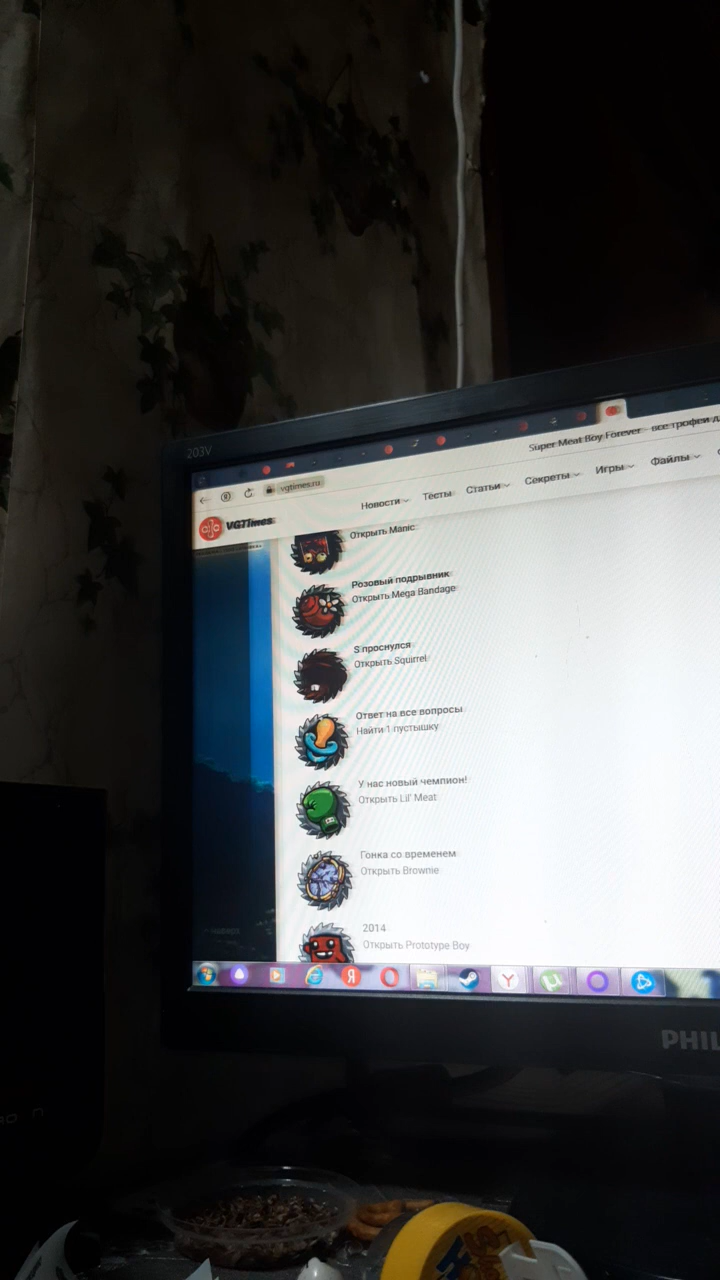 203V
Super Meat Boy Forever - все трофеи д
vgtimes.ru
Новости Тесты Статьи Секреты Игры Файлы
VGTimes
Открыть Manic
Розовый подрывник
Открыть Mega Bandage
S проснулся
Открыть Squirrel
Ответ на все вопросы
Найти 1 пустышку
У нас новый чемпион!
Открыть Lil' Meat
Гонка со временем
Открыть Brownie
2014
Открыть Prototype Boy
Наверх
PHIL